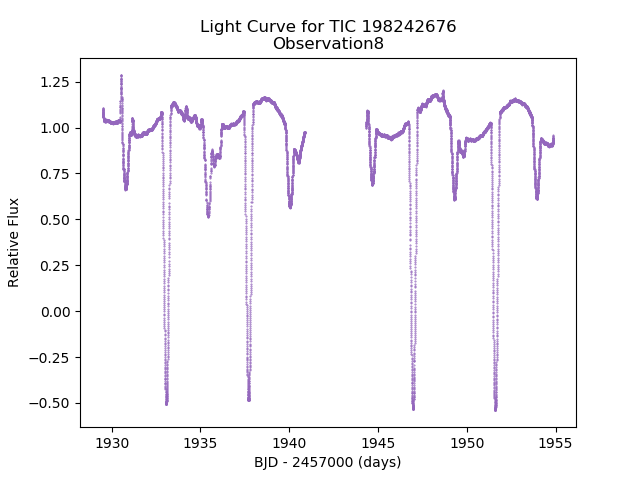 Light Curve for TIC 198242676
Observation8
1.25
1.00
0.75
0.50
0.25
0.00
−0.25
−0.50
Relative Flux
1930 1935 1940 1945 1950 1955
BJD - 2457000 (days)